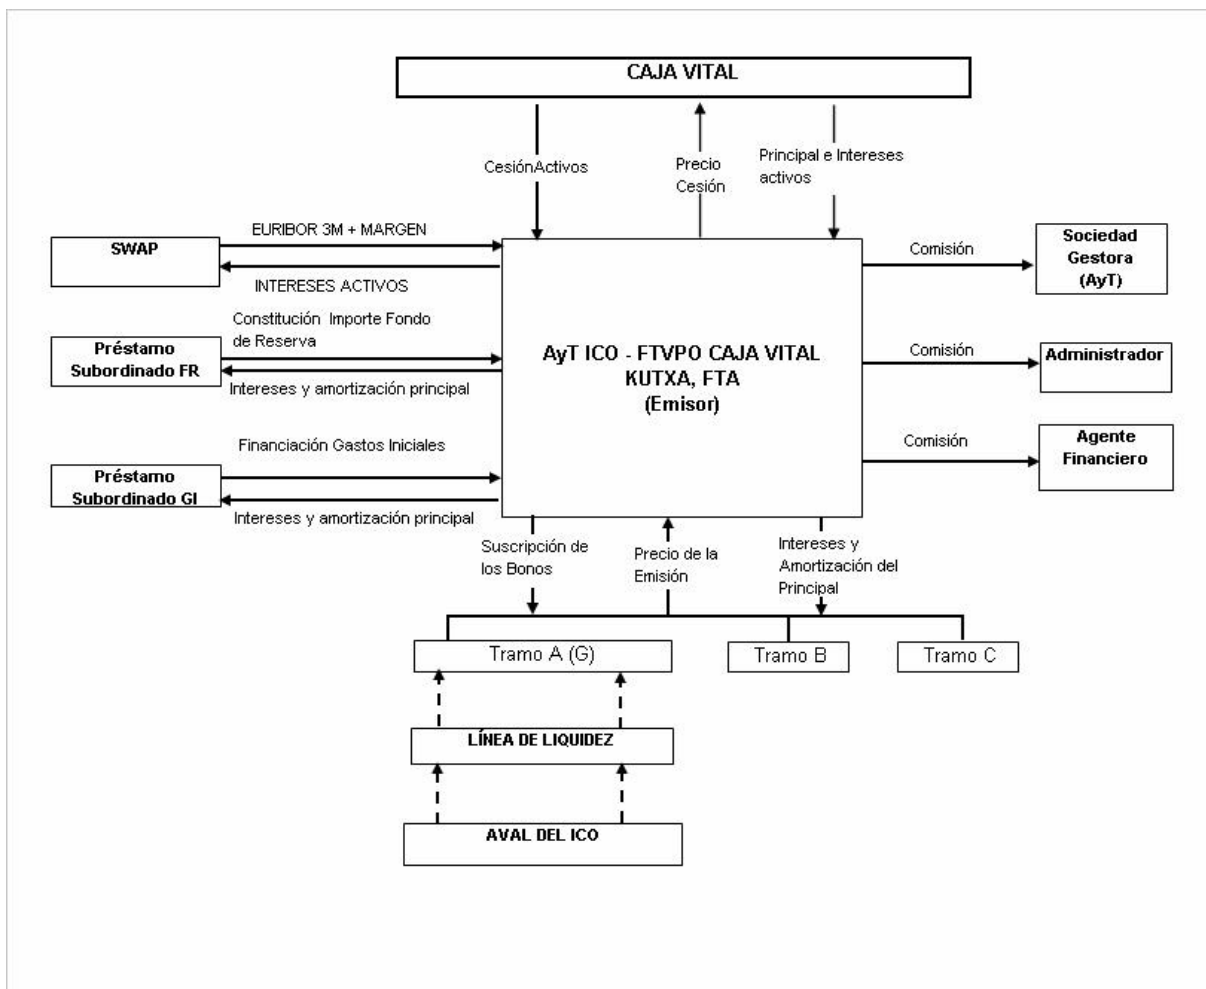 CAJA VITAL
CesiónActivos
Precio
Cesión
Principal e Intereses
activos
SWAP
EURIBOR 3M + MARGEN
INTERESES ACTIVOS
Préstamo
Subordinado FR
Constitución Importe Fondo
de Reserva
Intereses y amortización principal
Préstamo
Subordinado GI
Financiación Gastos Iniciales
Intereses y amortización principal
AyT ICO - FTVPO CAJA VITAL
KUTXA, FTA
(Emisor)
Comisión
Sociedad
Gestora
(AyT)
Comisión
Administrador
Comisión
Agente
Financiero
Suscripción de
los Bonos
Precio de la
Emisión
Intereses y
Amortización del
Principal
Tramo A (G)
Tramo B
Tramo C
LÍNEA DE LIQUIDEZ
AVAL DEL ICO